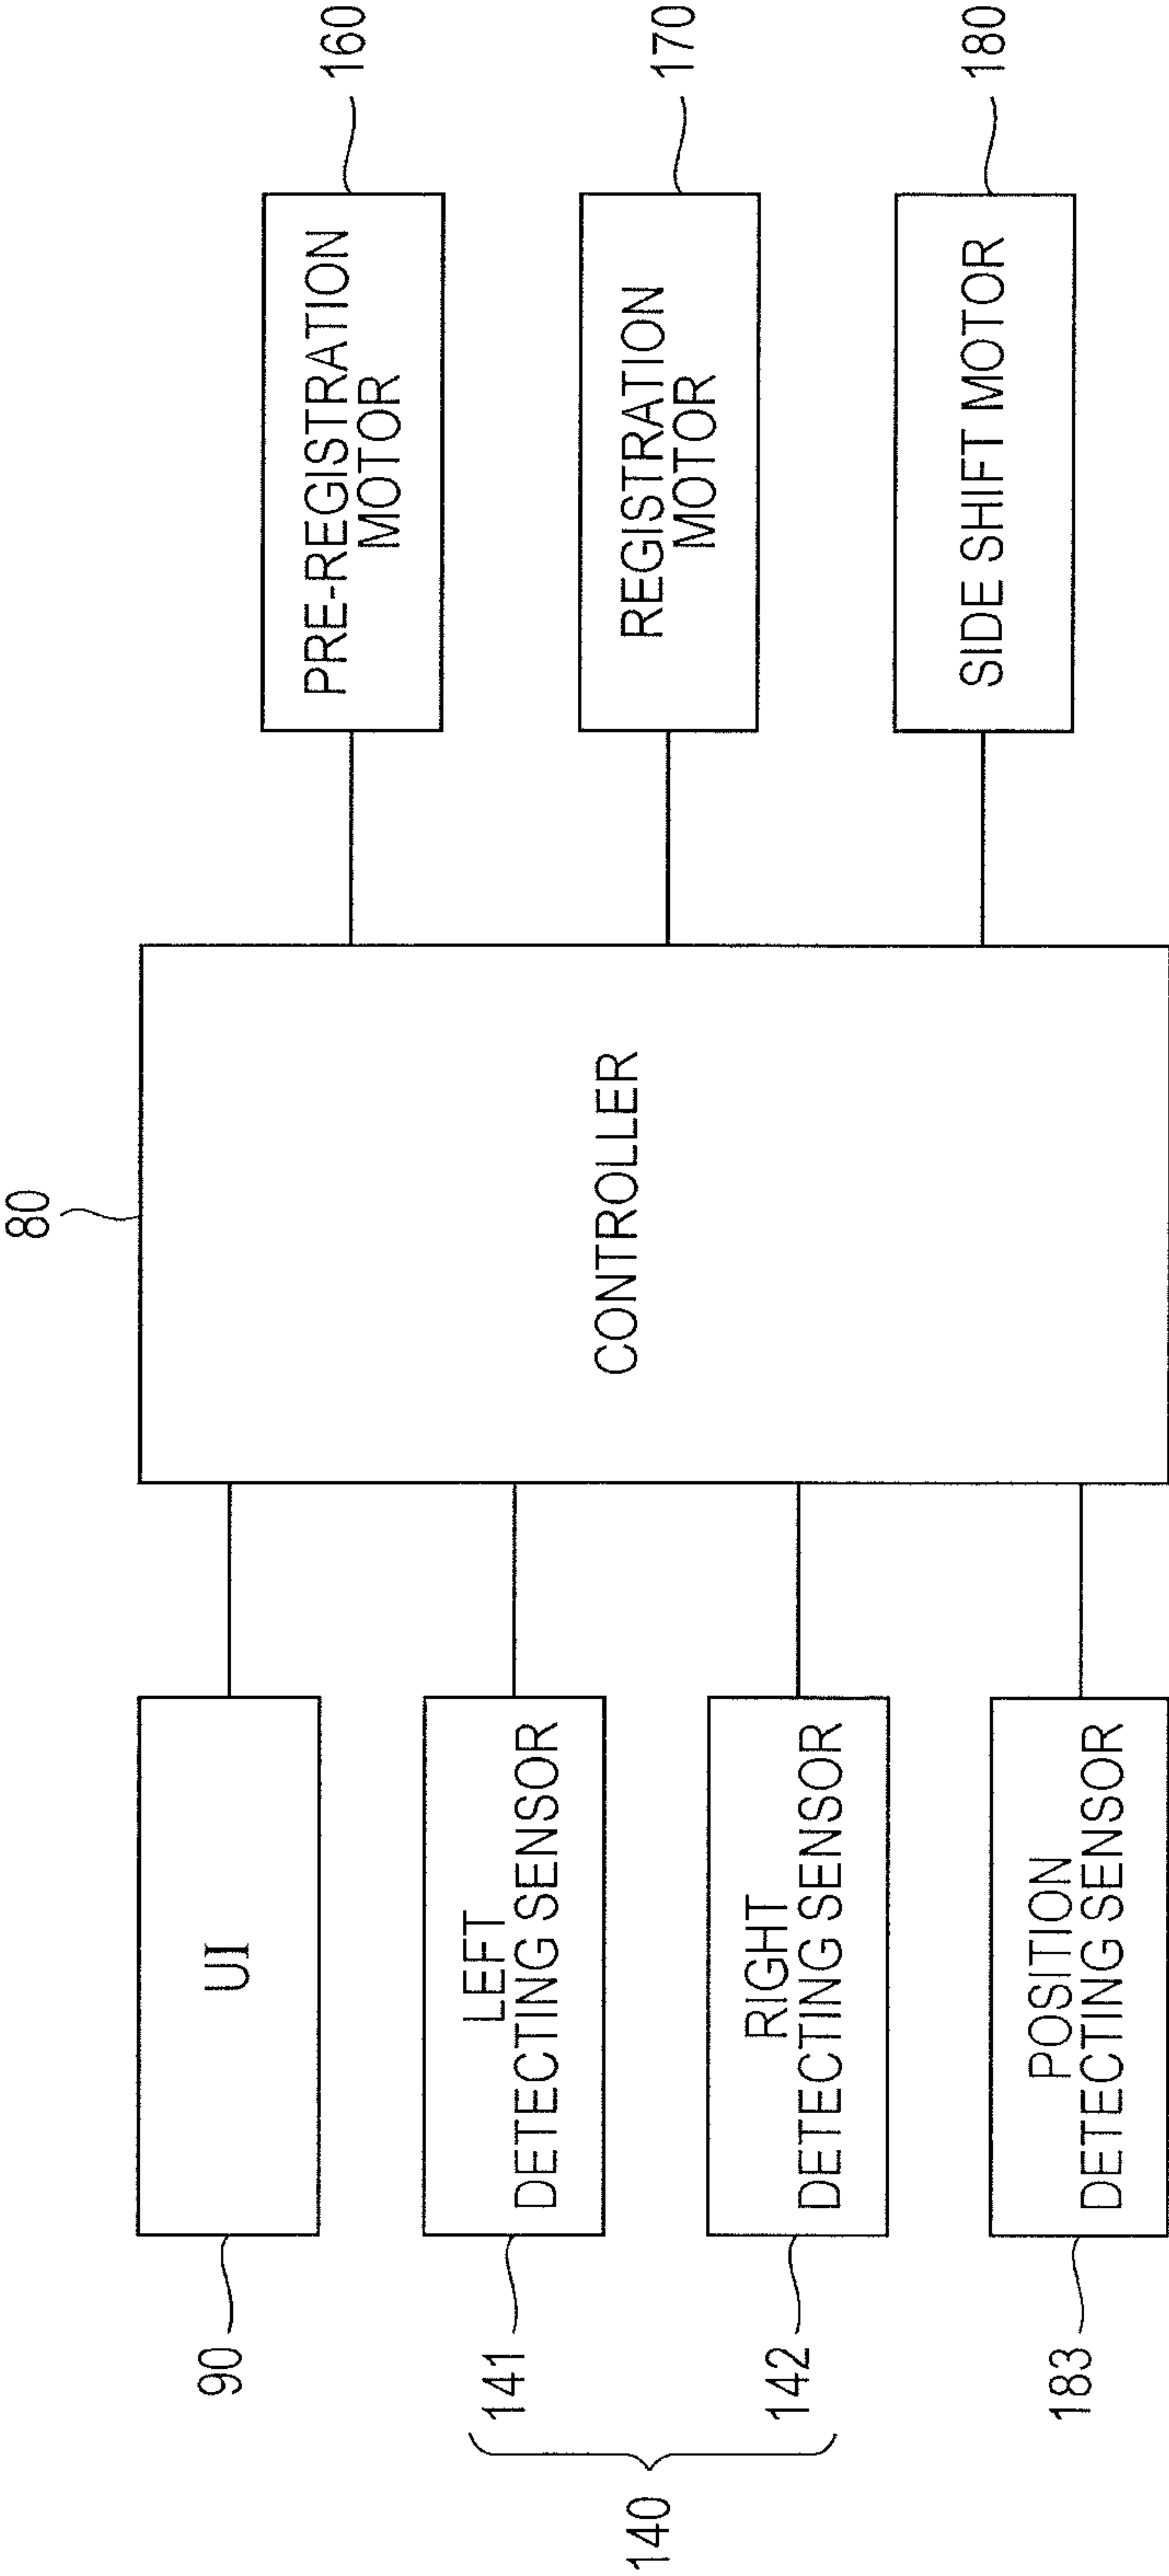 80
90
UI
141
LEFT
DETECTING SENSOR
142
RIGHT
DETECTING SENSOR
140
183
POSITION
DETECTING SENSOR
CONTROLLER
PRE-REGISTRATION
MOTOR
160
REGISTRATION
MOTOR
170
SIDE SHIFT MOTOR
180